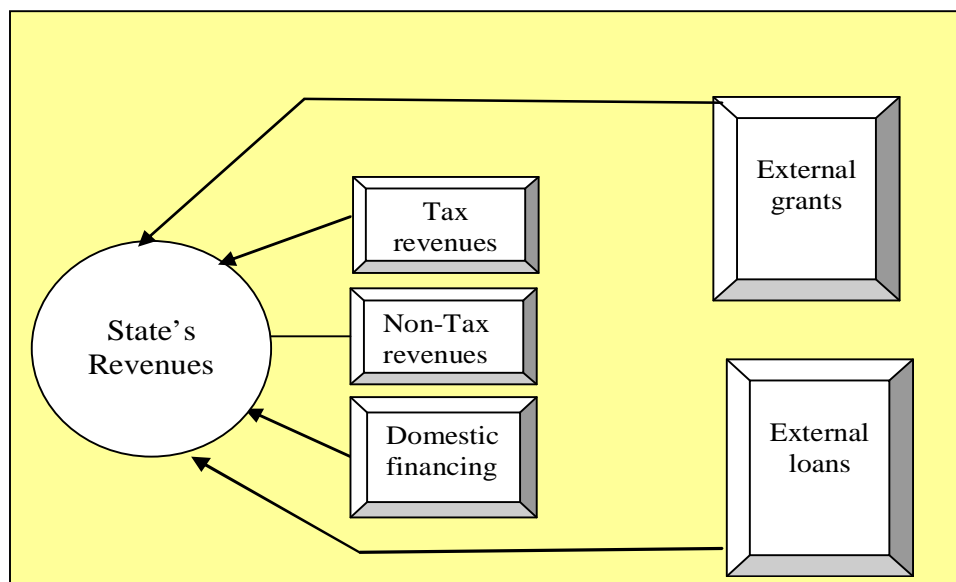 External
grants
Tax
revenues
State’s
Revenues
Non-Tax
revenues
Domestic
financing
External
loans